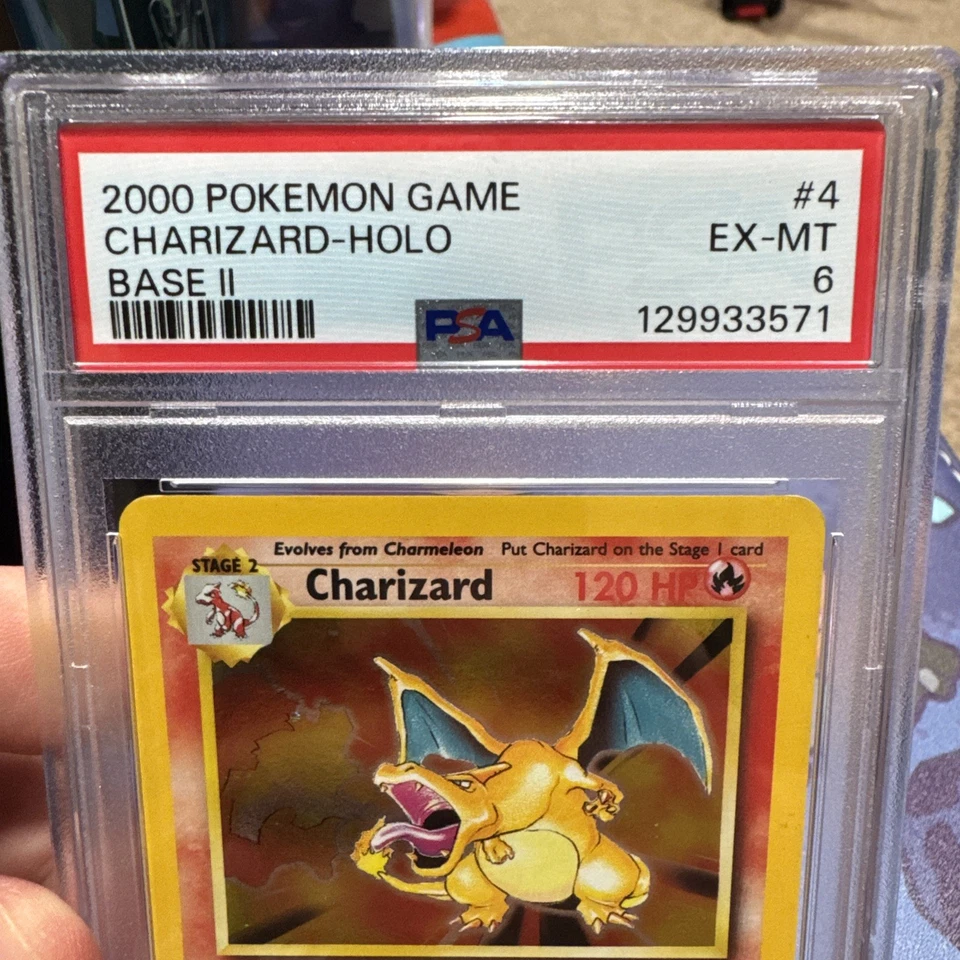 2000 POKEMON GAME #4
CHARIZARD-HOLO EX-MT
BASE II 6
PSA 129933571
Evolves from Charmeleon Put Charizard on the Stage 1 card
STAGE 2
Charizard 120 HP